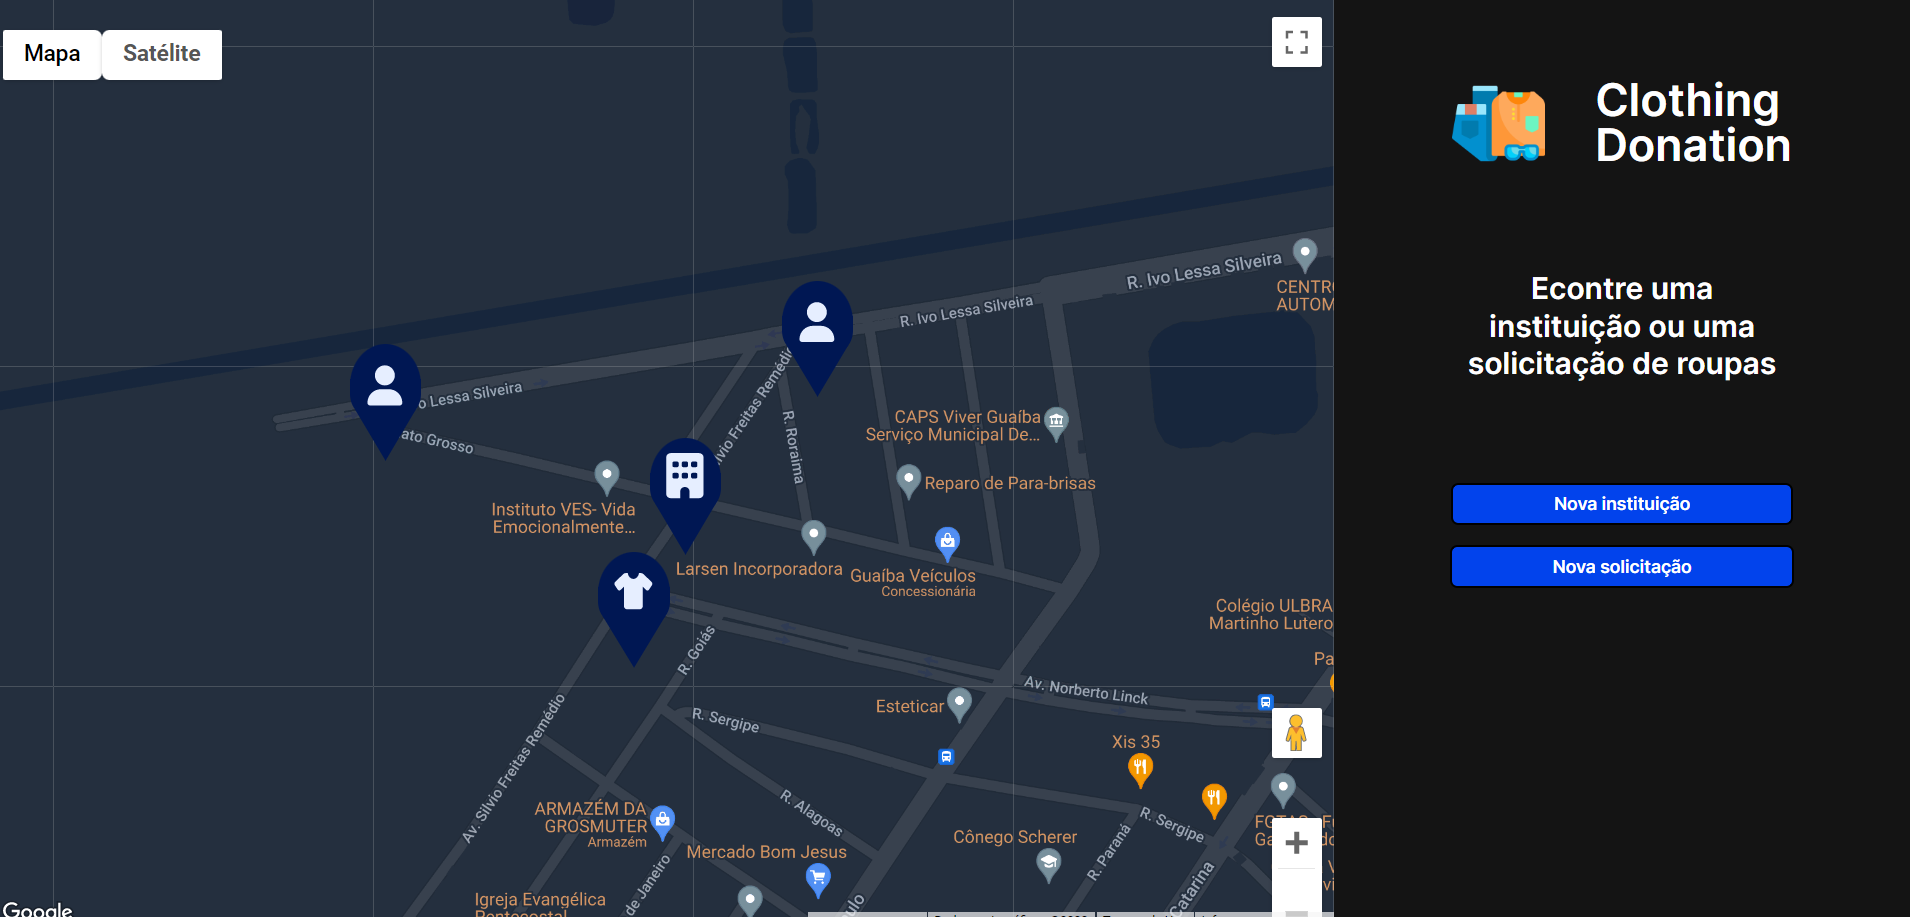 Mapa
Satélite
Clothing
Donation
Econtre uma
instituição ou uma
solicitação de roupas
Nova instituição
Nova solicitação
R. Ivo Lessa Silveira
R. Ivo Lessa Silveira
CENTR
AUTOM
o Lessa Silveira
ato Grosso
lvio Freitas Remédio
R. Roraima
CAPS Viver Guaíba
Serviço Municipal De...
Reparo de Para-brisas
Instituto VES- Vida
Emocionalmente...
Larsen Incorporadora
Guaíba Veículos
Concessionária
Colégio ULBRA
Martinho Lutero
Pa
R. Goiás
Av. Norberto Linck
Esteticar
R. Sergipe
Av. Silvio Freitas Remédio
Xis 35
R. Alagoas
R. Sergipe
R. Paraná
ARMAZÉM DA
GROSMUTER
Armazém
Mercado Bom Jesus
Cônego Scherer
de Janeiro
Catarina
Igreja Evangélica
Pentecostal
ulo
Google